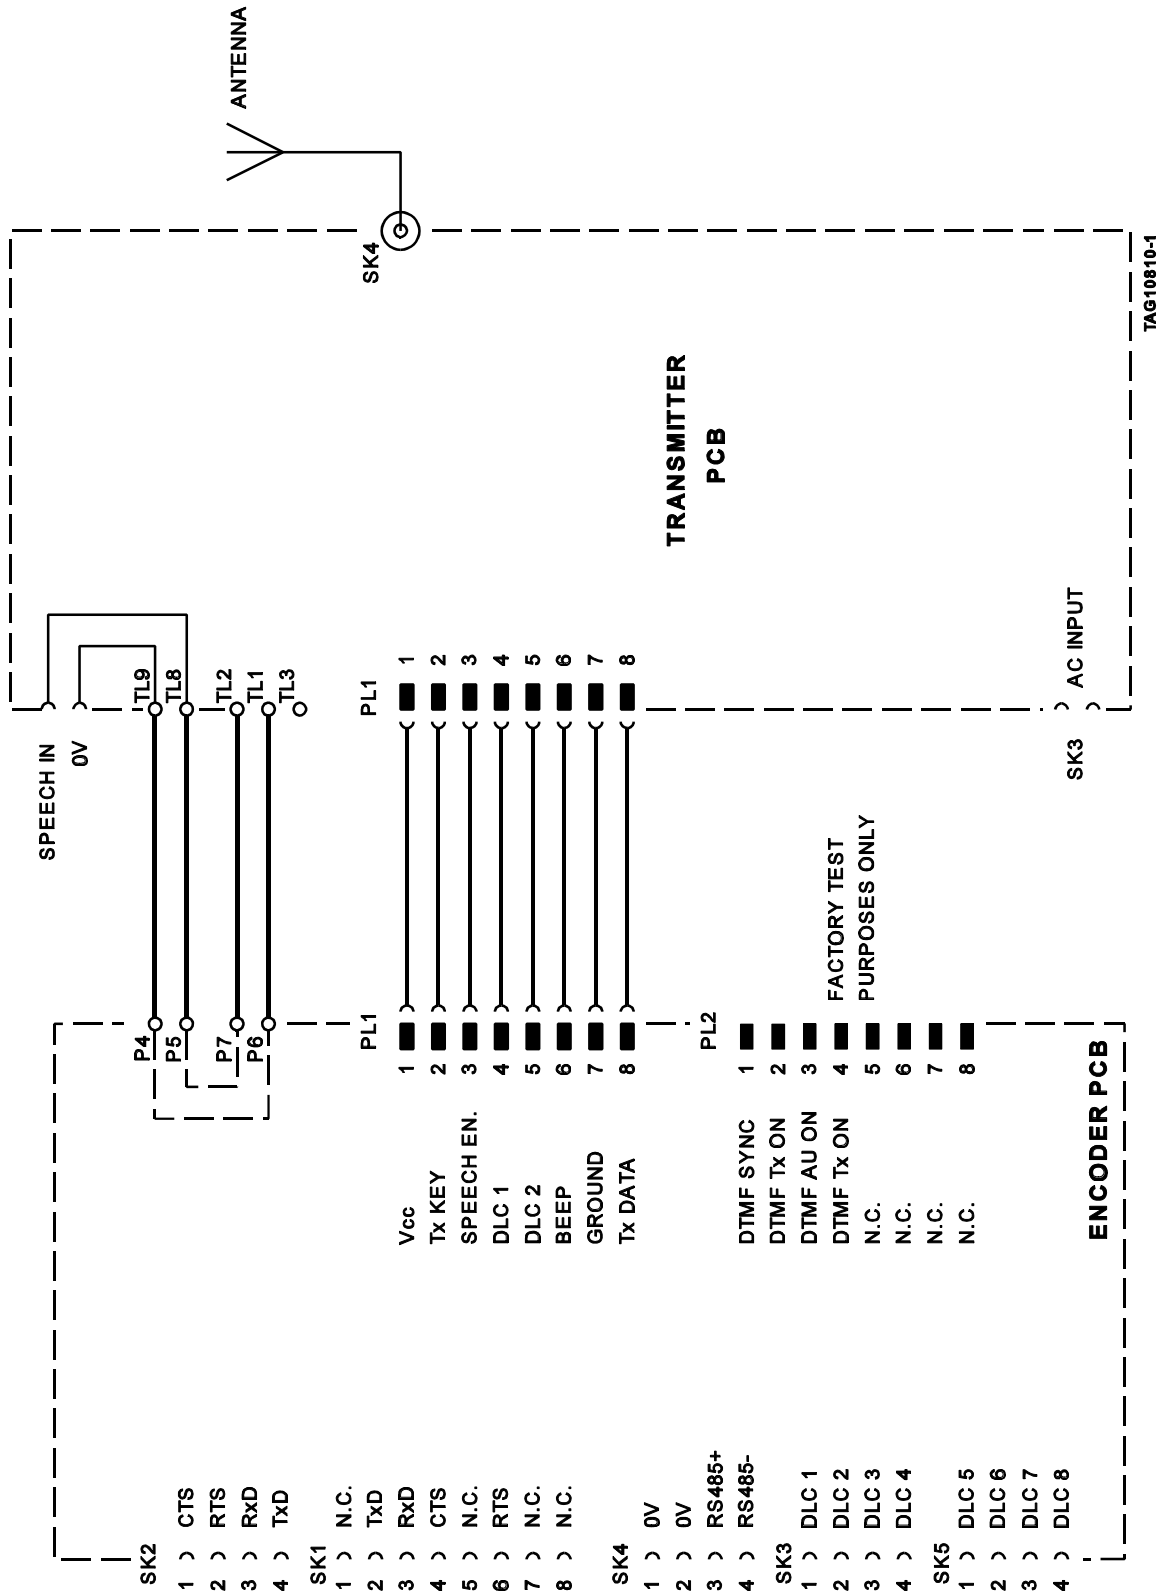 SK2
1 CTS
2 RTS
3 RxD
4 TxD
SK1
1 N.C.
2 TxD
3 RxD
4 CTS
5 N.C.
6 RTS
7 N.C.
8 N.C.
SK4
1 0V
2 0V
3 RS485+
4 RS485-
SK3
1 DLC 1
2 DLC 2
3 DLC 3
4 DLC 4
SK5
1 DLC 5
2 DLC 6
3 DLC 7
4 DLC 8
P4
P5
P7
P6
PL1
Vcc 1
Tx KEY 2
SPEECH EN. 3
DLC 1 4
DLC 2 5
BEEP 6
GROUND 7
Tx DATA 8
PL2
DTMF SYNC 1
DTMF Tx ON 2
DTMF AU ON 3
DTMF Tx ON 4
N.C. 5
N.C. 6
N.C. 7
N.C. 8
FACTORY TEST
PURPOSES ONLY
ENCODER PCB
SPEECH IN
0V
TL9
TL8
TL2
TL1
TL3
PL1
1
2
3
4
5
6
7
8
SK3
AC INPUT
TRANSMITTER
PCB
SK4
ANTENNA
TAG10810-1